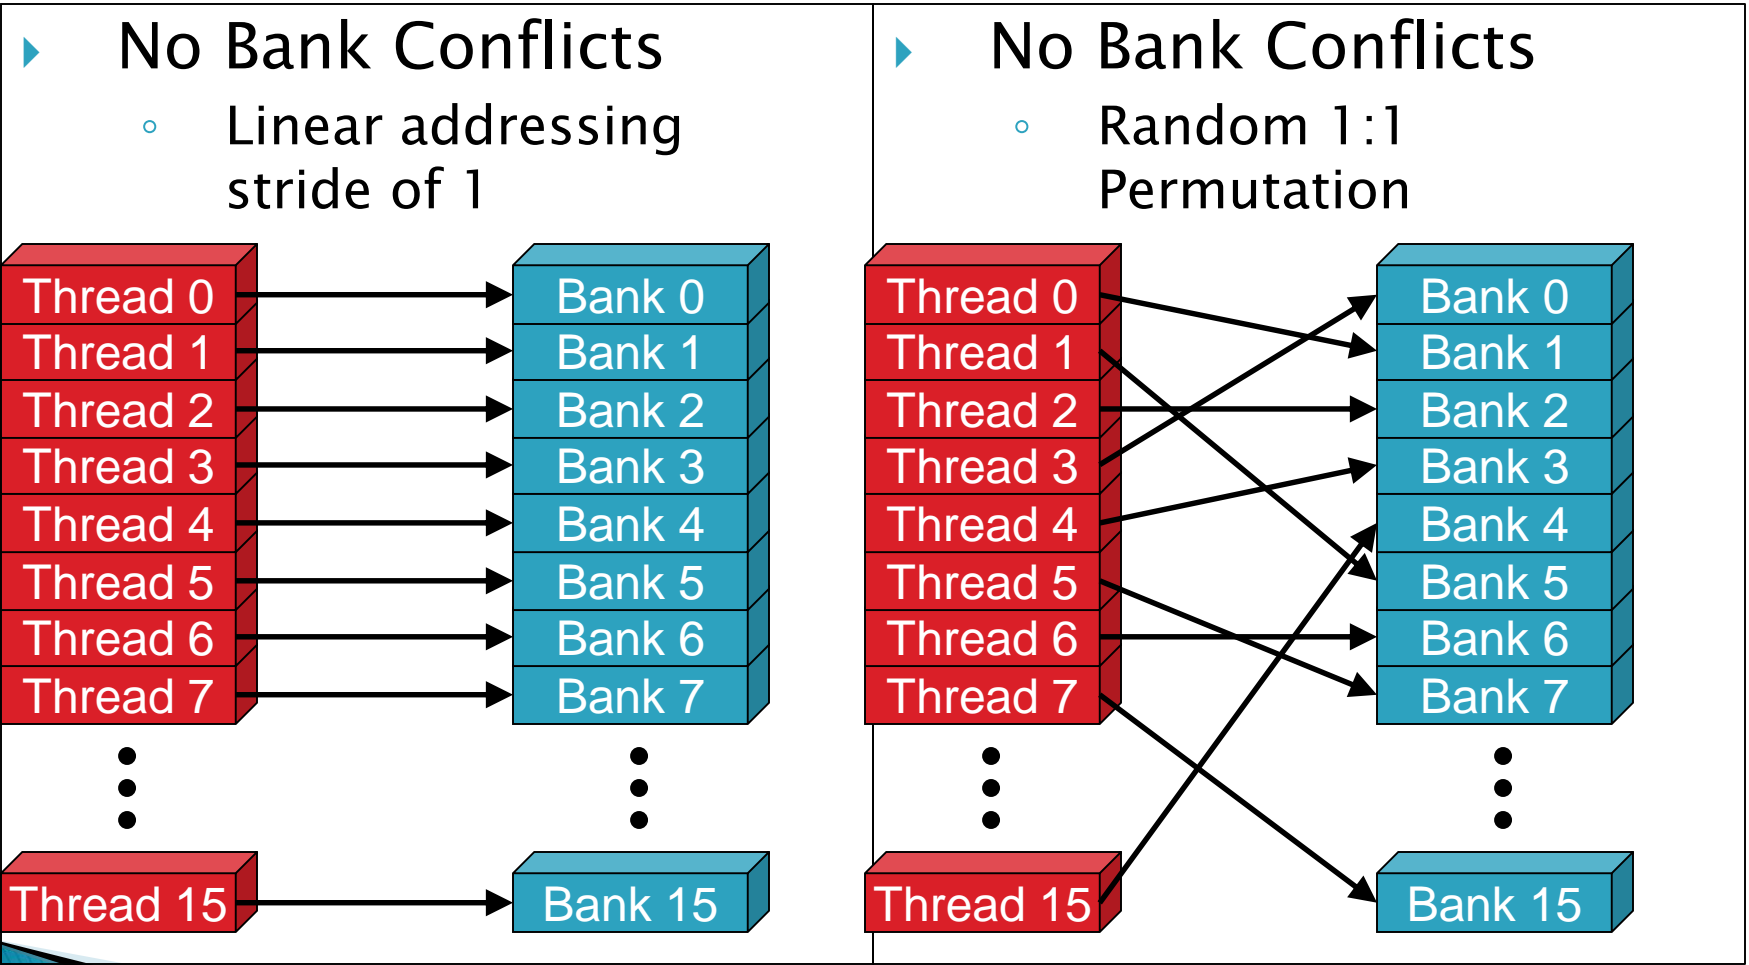 No Bank Conflicts
Linear addressing
stride of 1
Thread 0
Thread 1
Thread 2
Thread 3
Thread 4
Thread 5
Thread 6
Thread 7
Thread 15
Bank 0
Bank 1
Bank 2
Bank 3
Bank 4
Bank 5
Bank 6
Bank 7
Bank 15
No Bank Conflicts
Random 1:1
Permutation
Thread 0
Thread 1
Thread 2
Thread 3
Thread 4
Thread 5
Thread 6
Thread 7
Thread 15
Bank 0
Bank 1
Bank 2
Bank 3
Bank 4
Bank 5
Bank 6
Bank 7
Bank 15